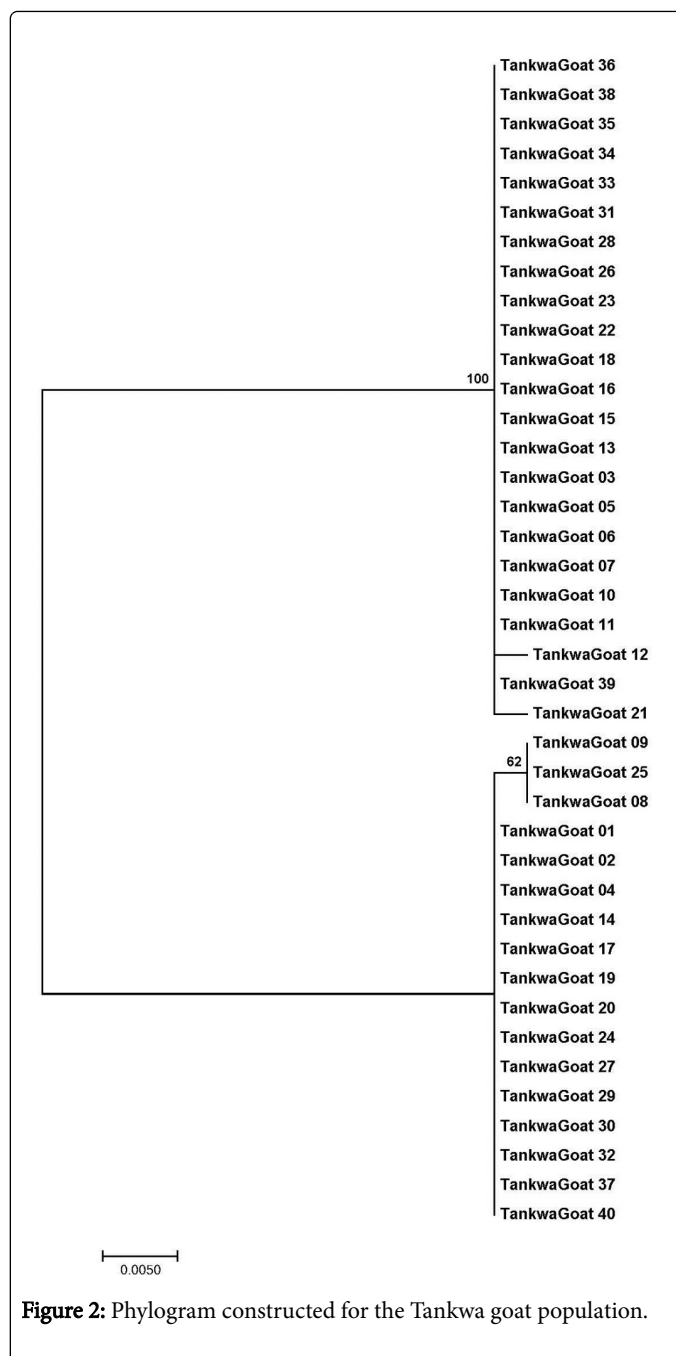 TankwaGoat 36
TankwaGoat 38
TankwaGoat 35
TankwaGoat 34
TankwaGoat 33
TankwaGoat 31
TankwaGoat 28
TankwaGoat 26
TankwaGoat 23
TankwaGoat 22
TankwaGoat 18
100
TankwaGoat 16
TankwaGoat 15
TankwaGoat 13
TankwaGoat 03
TankwaGoat 05
TankwaGoat 06
TankwaGoat 07
TankwaGoat 10
TankwaGoat 11
TankwaGoat 12
TankwaGoat 39
TankwaGoat 21
TankwaGoat 09
62
TankwaGoat 25
TankwaGoat 08
TankwaGoat 01
TankwaGoat 02
TankwaGoat 04
TankwaGoat 14
TankwaGoat 17
TankwaGoat 19
TankwaGoat 20
TankwaGoat 24
TankwaGoat 27
TankwaGoat 29
TankwaGoat 30
TankwaGoat 32
TankwaGoat 37
TankwaGoat 40
0.0050
Figure 2: Phylogram constructed for the Tankwa goat population.